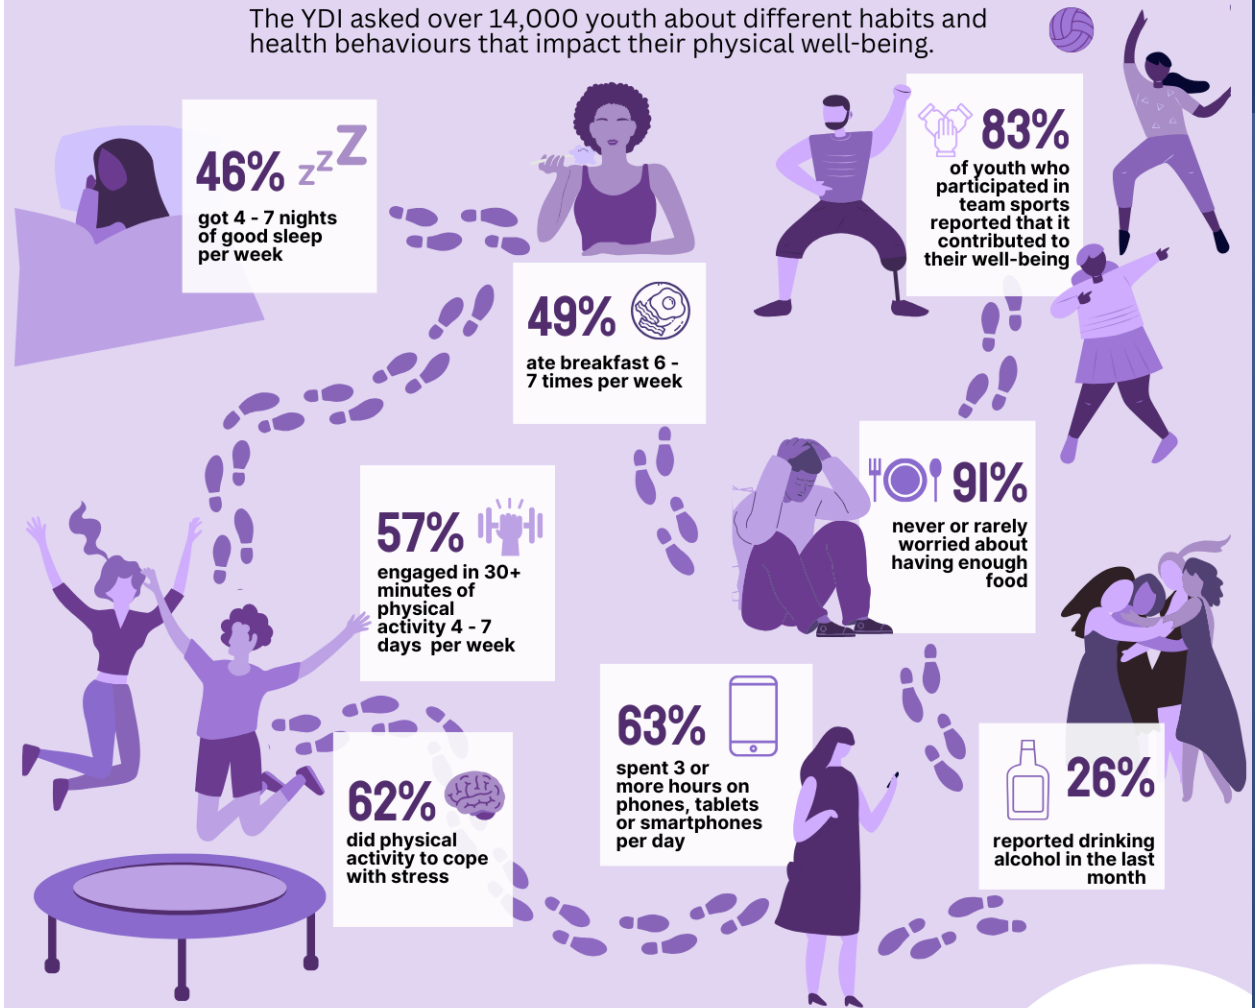 The YDI asked over 14,000 youth about different habits and
health behaviours that impact their physical well-being.
46%
zzZ
got 4 - 7 nights
of good sleep
per week
49%
ate breakfast 6 -
7 times per week
83%
of youth who
participated in
team sports
reported that it
contributed to
their well-being
91%
never or rarely
worried about
having enough
food
57%
engaged in 30+
minutes of
physical
activity 4 - 7
days per week
62%
did physical
activity to cope
with stress
63%
spent 3 or
more hours on
phones, tablets
or smartphones
per day
26%
reported drinking
alcohol in the last
month